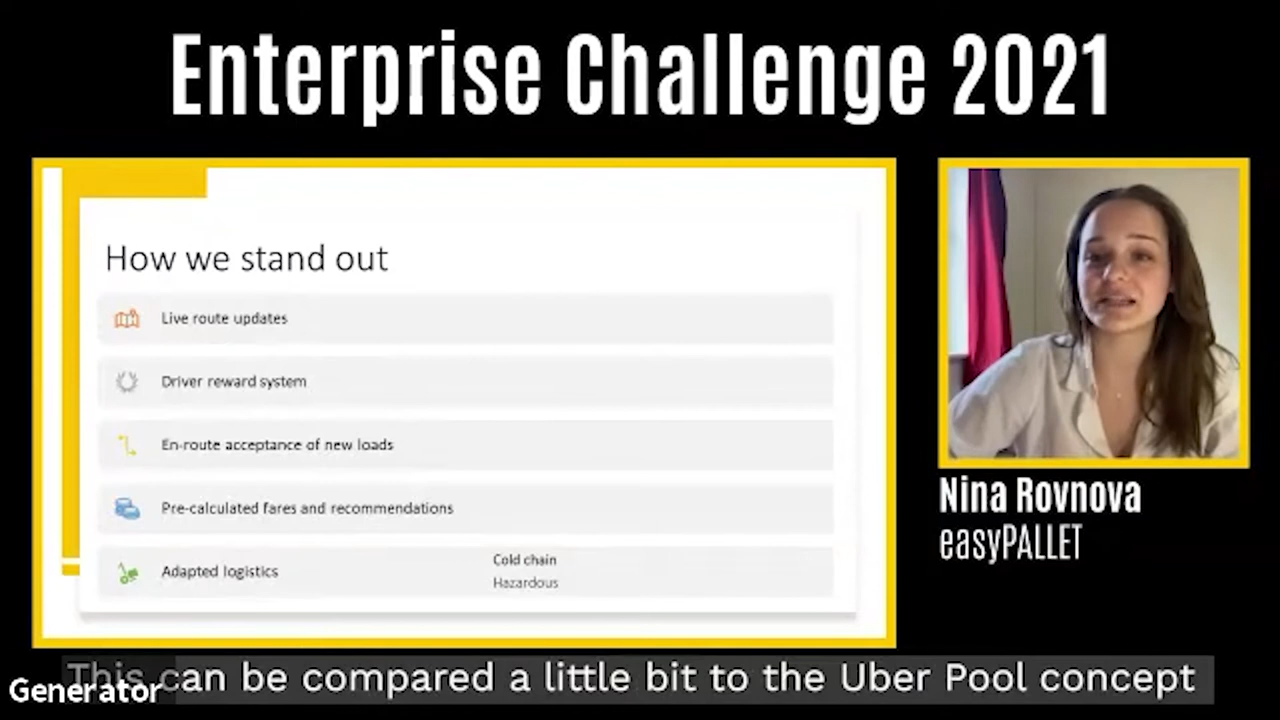 Enterprise Challenge 2021
How we stand out
Live route updates
Driver reward system
En-route acceptance of new loads
Pre-calculated fares and recommendations
Adapted logistics
Cold chain
Hazardous
Nina Rovnova
easyPALLET
This can be compared a little bit to the Uber Pool concept
Generator